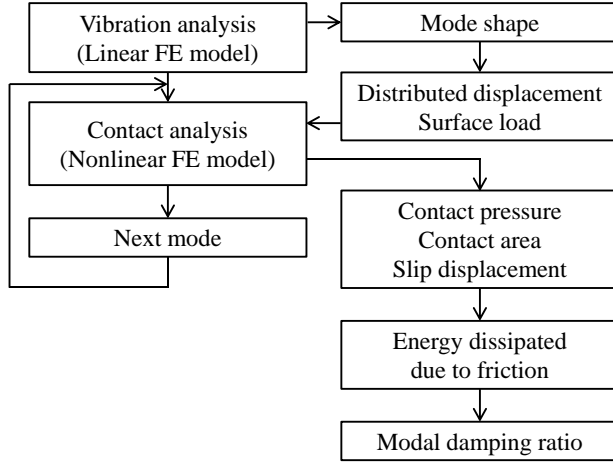 Vibration analysis
(Linear FE model)
Mode shape
Distributed displacement
Surface load
Contact analysis
(Nonlinear FE model)
Next mode
Contact pressure
Contact area
Slip displacement
Energy dissipated
due to friction
Modal damping ratio